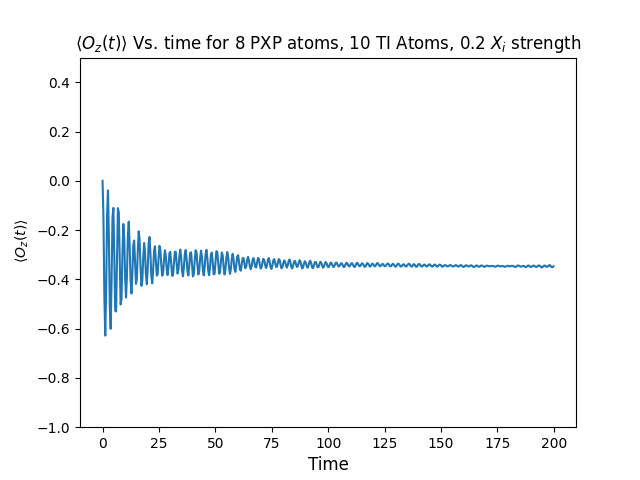 ⟨O_z(t)⟩ Vs. time for 8 PXP atoms, 10 TI Atoms, 0.2 X_i strength
0.4
0.2
0.0
−0.2
−0.4
−0.6
−0.8
−1.0
⟨O_z(t)⟩
0 25 50 75 100 125 150 175 200
Time